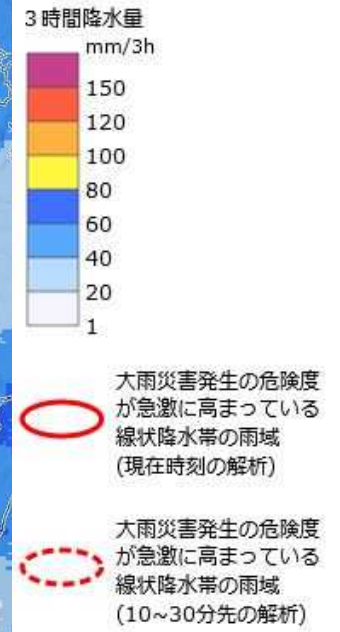 3時間降水量
mm/3h
150
120
100
80
60
40
20
1
大雨災害発生の危険度
が急激に高まっている
線状降水帯の雨域
(現在時刻の解析)
大雨災害発生の危険度
が急激に高まっている
線状降水帯の雨域
(10~30分先の解析)